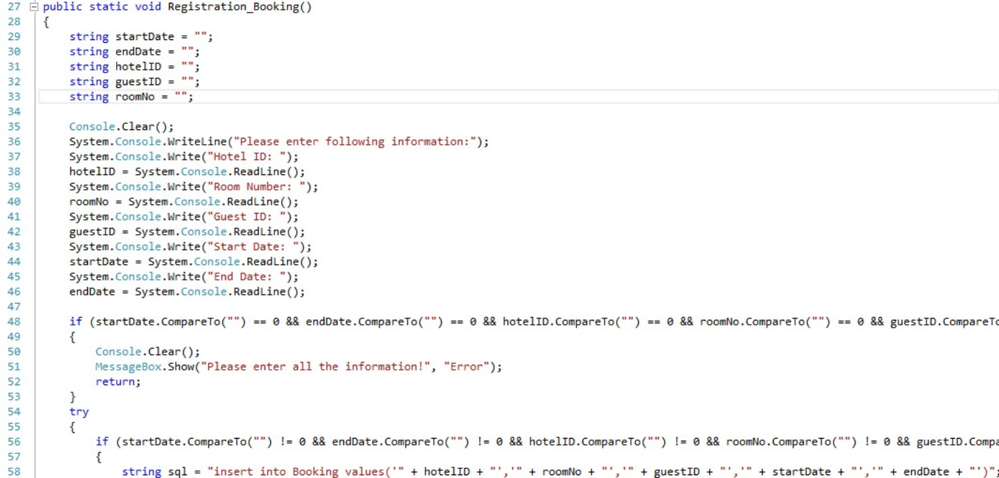 27 public static void Registration_Booking()
28 {
29 string startDate = "";
30 string endDate = "";
31 string hotelID = "";
32 string guestID = "";
33 string roomNo = "";
34
35 Console.Clear();
36 System.Console.WriteLine("Please enter following information:");
37 System.Console.Write("Hotel ID: ");
38 hotelID = System.Console.ReadLine();
39 System.Console.Write("Room Number: ");
40 roomNo = System.Console.ReadLine();
41 System.Console.Write("Guest ID: ");
42 guestID = System.Console.ReadLine();
43 System.Console.Write("Start Date: ");
44 startDate = System.Console.ReadLine();
45 System.Console.Write("End Date: ");
46 endDate = System.Console.ReadLine();
47
48 if (startDate.CompareTo("") == 0 && endDate.CompareTo("") == 0 && hotelID.CompareTo("") == 0 && roomNo.CompareTo("") == 0 && guestID.CompareTo
49 {
50 Console.Clear();
51 MessageBox.Show("Please enter all the information!", "Error");
52 return;
53 }
54 try
55 {
56 if (startDate.CompareTo("") != 0 && endDate.CompareTo("") != 0 && hotelID.CompareTo("") != 0 && roomNo.CompareTo("") != 0 && guestID.Compa
57 {
58 string sql = "insert into Booking values('" + hotelID + "','" + roomNo + "','" + guestID + "','" + startDate + "','" + endDate + "')";